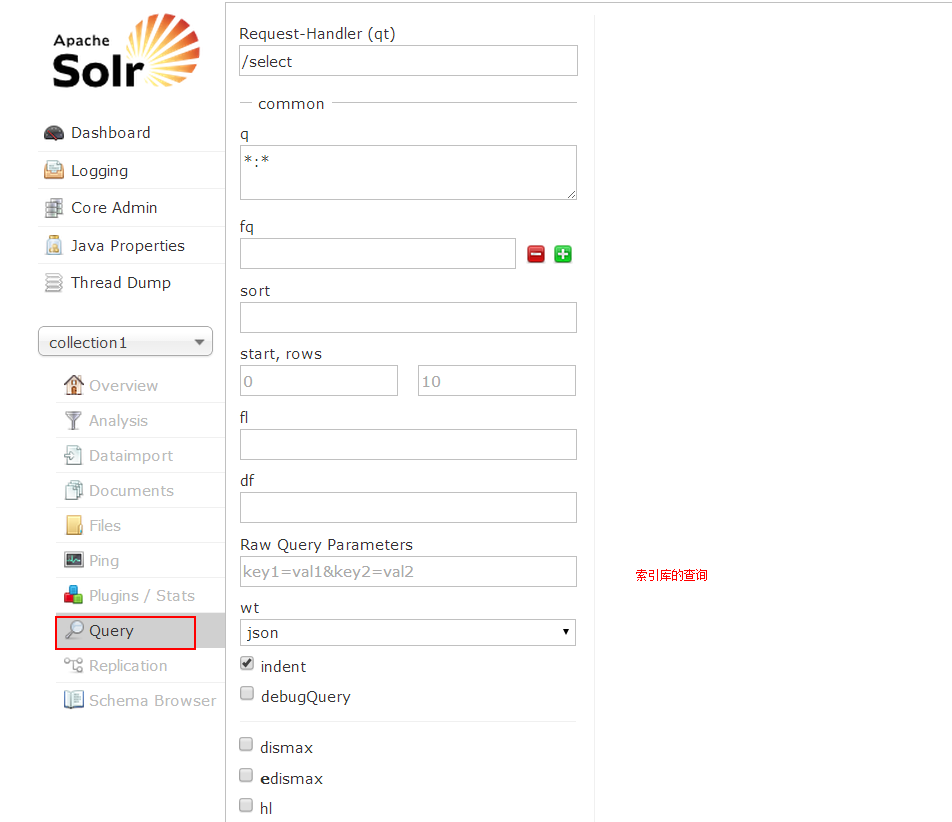 Apache
Solr
Dashboard
Logging
Core Admin
Java Properties
Thread Dump
collection1
Overview
Analysis
Dataimport
Documents
Files
Ping
Plugins / Stats
Query
Replication
Schema Browser
Request-Handler (qt)
/select
common
q
*:*
fq
sort
start, rows
0 10
fl
df
Raw Query Parameters
key1=val1&key2=val2
wt
json
indent
debugQuery
dismax
edismax
hl
索引库的查询